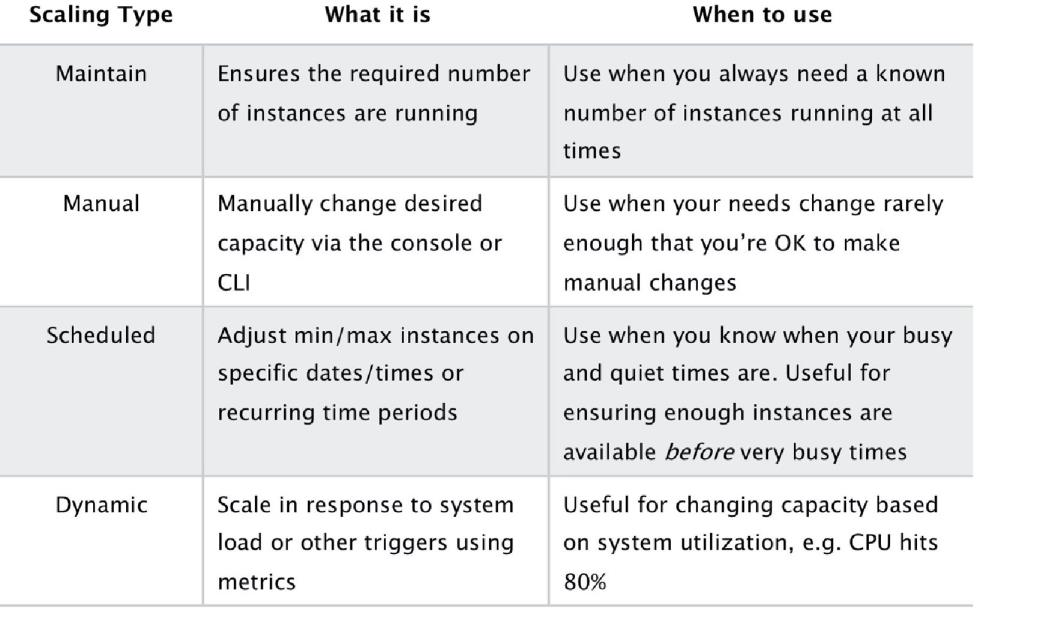 Scaling Type What it is When to use
Maintain Ensures the required number Use when you always need a known
of instances are running number of instances running at all
times
Manual Manually change desired Use when your needs change rarely
capacity via the console or enough that you’re OK to make
CLI manual changes
Scheduled Adjust min/max instances on Use when you know when your busy
specific dates/times or and quiet times are. Useful for
recurring time periods ensuring enough instances are
available before very busy times
Dynamic Scale in response to system Useful for changing capacity based
load or other triggers using on system utilization, e.g. CPU hits
metrics 80%